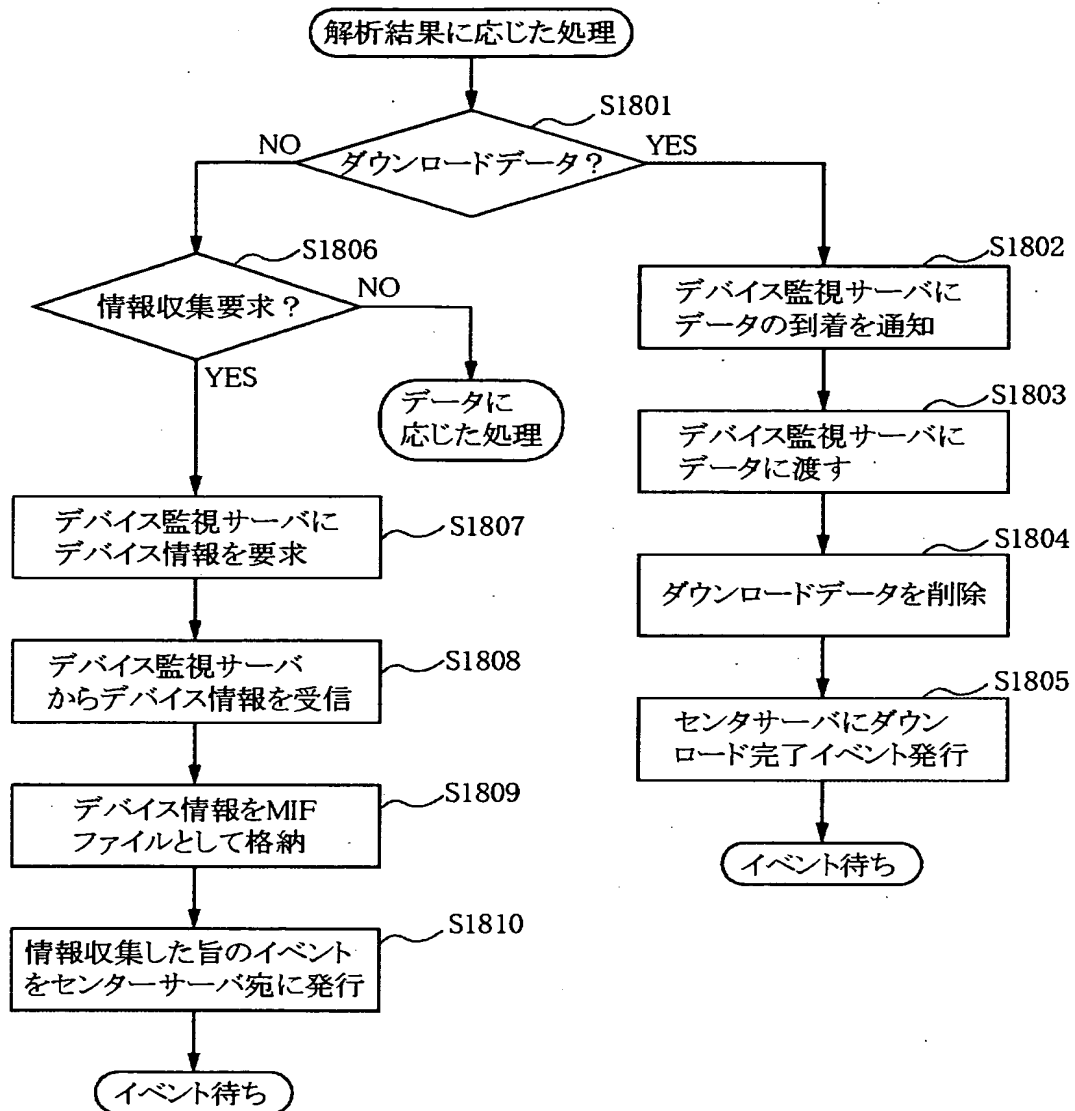 解析結果に応じた処理
S1801
NO
YES
ダウンロードデータ?
S1806
情報収集要求?
NO
YES
データに
応じた処理
S1802
デバイス監視サーバに
データの到着を通知
S1803
デバイス監視サーバに
データに渡す
S1804
ダウンロードデータを削除
S1805
センタサーバにダウン
ロード完了イベント発行
イベント待ち
S1807
デバイス監視サーバに
デバイス情報を要求
S1808
デバイス監視サーバ
からデバイス情報を受信
S1809
デバイス情報をMIF
ファイルとして格納
S1810
情報収集した旨のイベント
をセンターサーバ宛に発行
イベント待ち